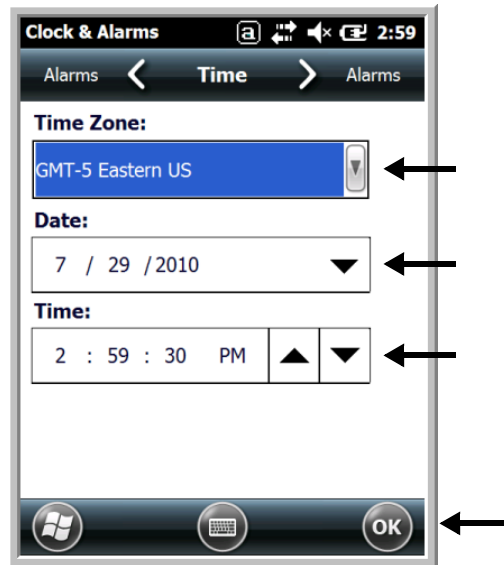 Clock & Alarms a 2:59
Alarms Time Alarms
Time Zone:
GMT-5 Eastern US
Date:
7 / 29 / 2010
Time:
2 : 59 : 30 PM
OK